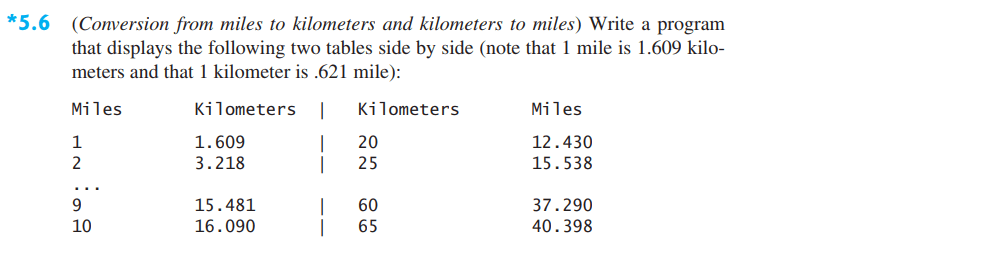 *5.6 (Conversion from miles to kilometers and kilometers to miles) Write a program
that displays the following two tables side by side (note that 1 mile is 1.609 kilo-
meters and that 1 kilometer is .621 mile):
Miles Kilometers | Kilometers Miles
1 1.609 | 20 12.430
2 3.218 | 25 15.538
...
9 15.481 | 60 37.290
10 16.090 | 65 40.398